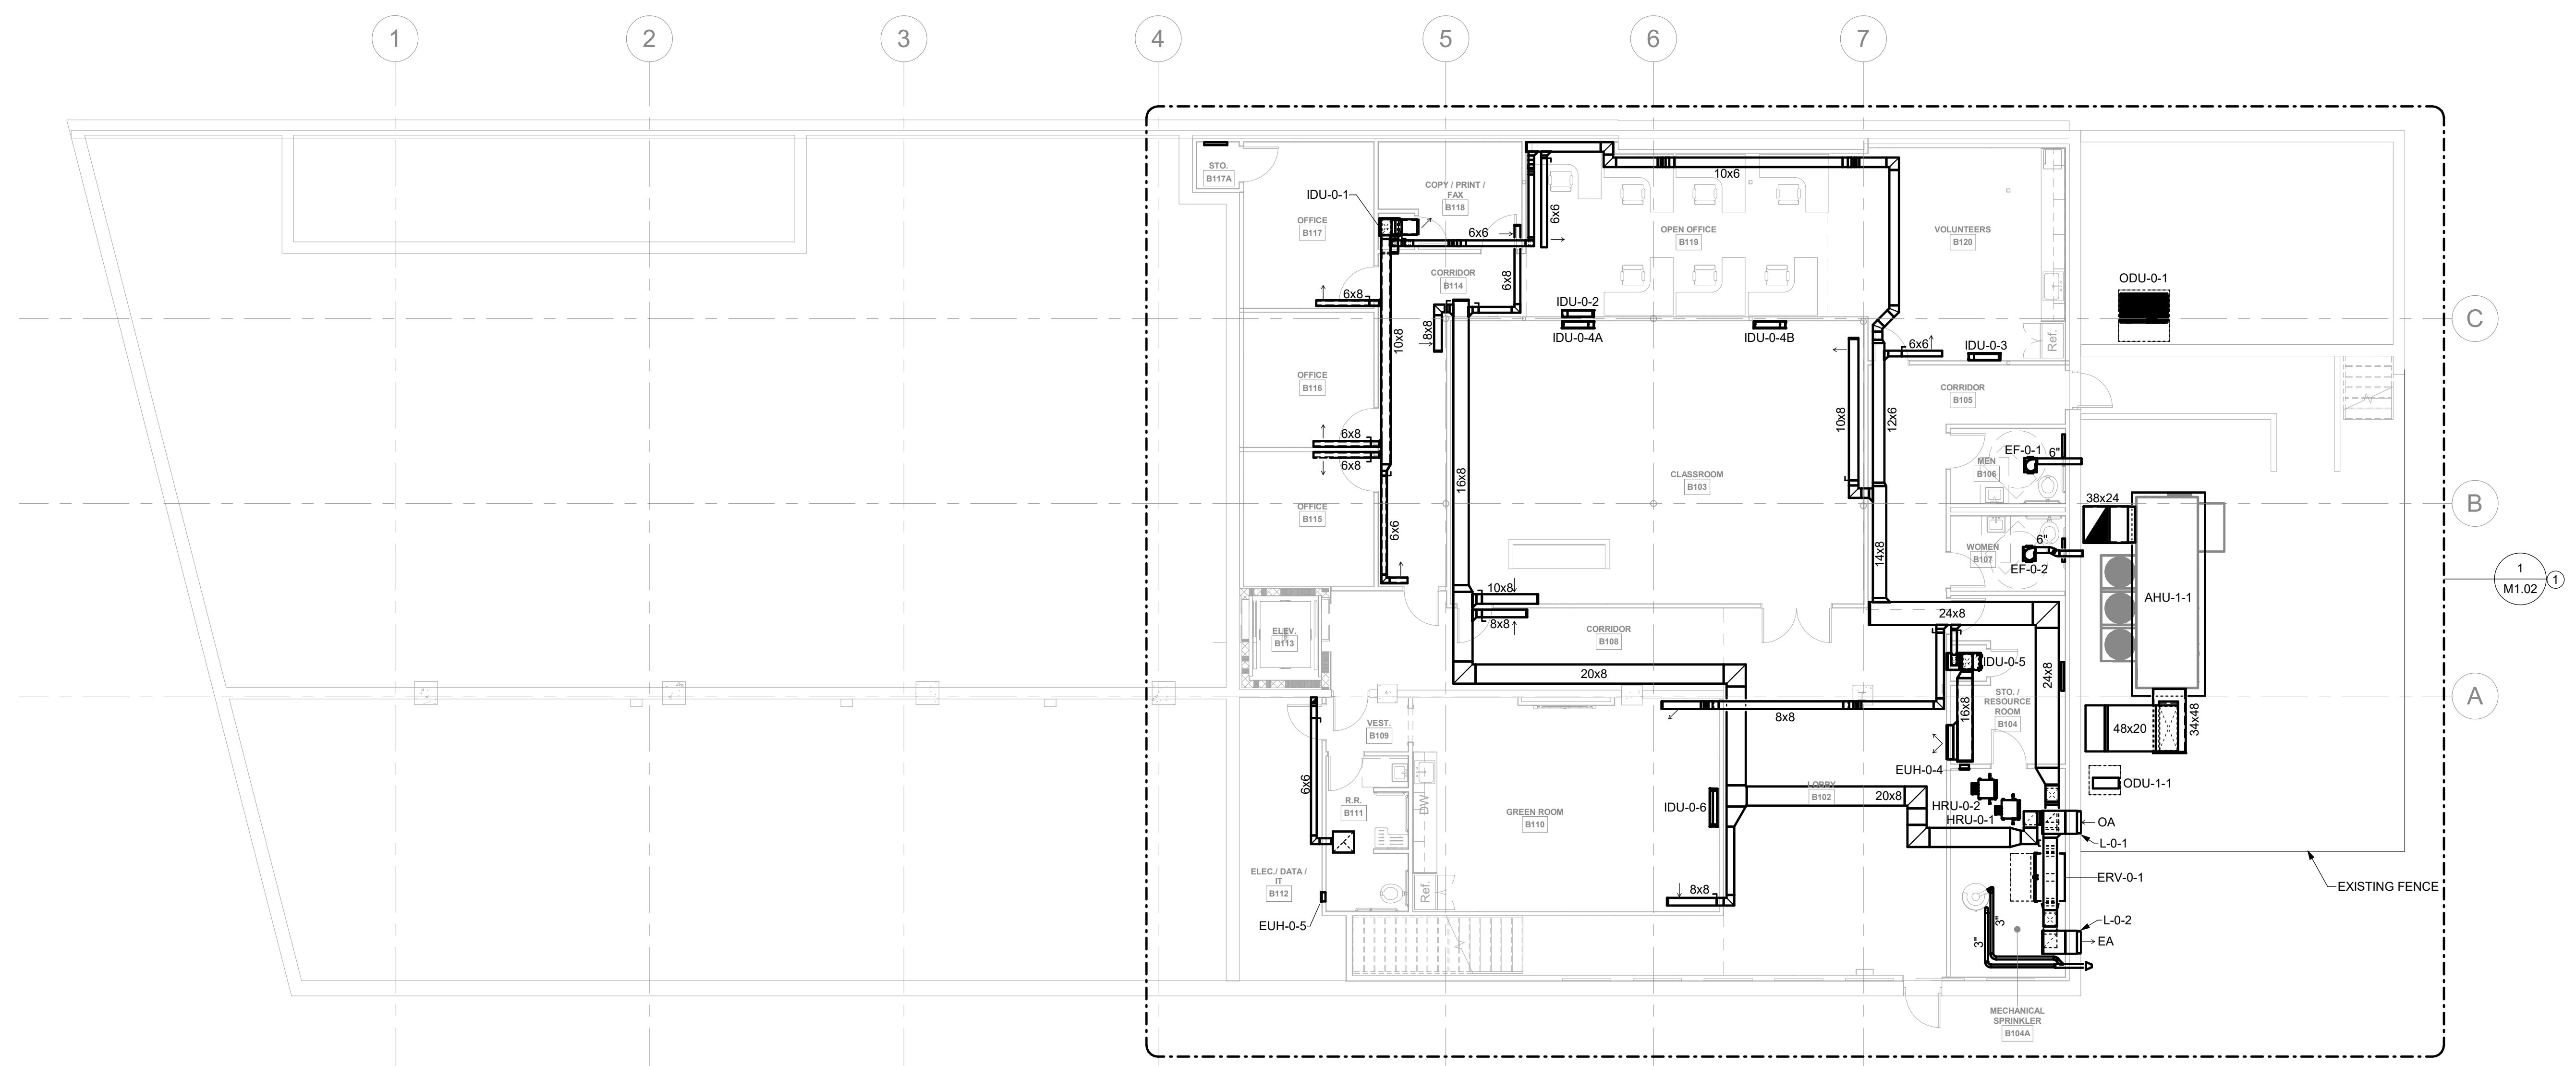 1
2
3
4
5
6
7
STO.
B117A
IDU-0-1
COPY / PRINT /
FAX
B118
10x6
6x6
OFFICE
B117
6x6
OPEN OFFICE
B119
VOLUNTEERS
B120
CORRIDOR
B114
6x8
ODU-0-1
6x8
IDU-0-2
C
8x8
10x8
IDU-0-4A
IDU-0-4B
6x6
IDU-0-3
Ref.
OFFICE
B116
CORRIDOR
B105
10x8
12x6
6x8
6x8
16x8
CLASSROOM
B103
EF-0-1
6"
MEN
B106
38x24
B
OFFICE
B115
6x6
14x8
WOMEN
B107
6"
EF-0-2
1
M1.02
1
10x8
AHU-1-1
8x8
24x8
ELEV.
B113
CORRIDOR
B108
IDU-0-5
20x8
24x8
STO. /
RESOURCE
ROOM
B104
16x8
A
8x8
VEST.
B109
48x20
34x48
6x6
EUH-0-4
ODU-1-1
DW
LOBBY
B102
20x8
R.R.
B111
IDU-0-6
GREEN ROOM
B110
HRU-0-2
HRU-0-1
OA
L-0-1
ELEC./ DATA /
IT
B112
Ref.
8x8
ERV-0-1
EXISTING FENCE
EUH-0-5
3"
3"
L-0-2
EA
MECHANICAL
SPRINKLER
B104A